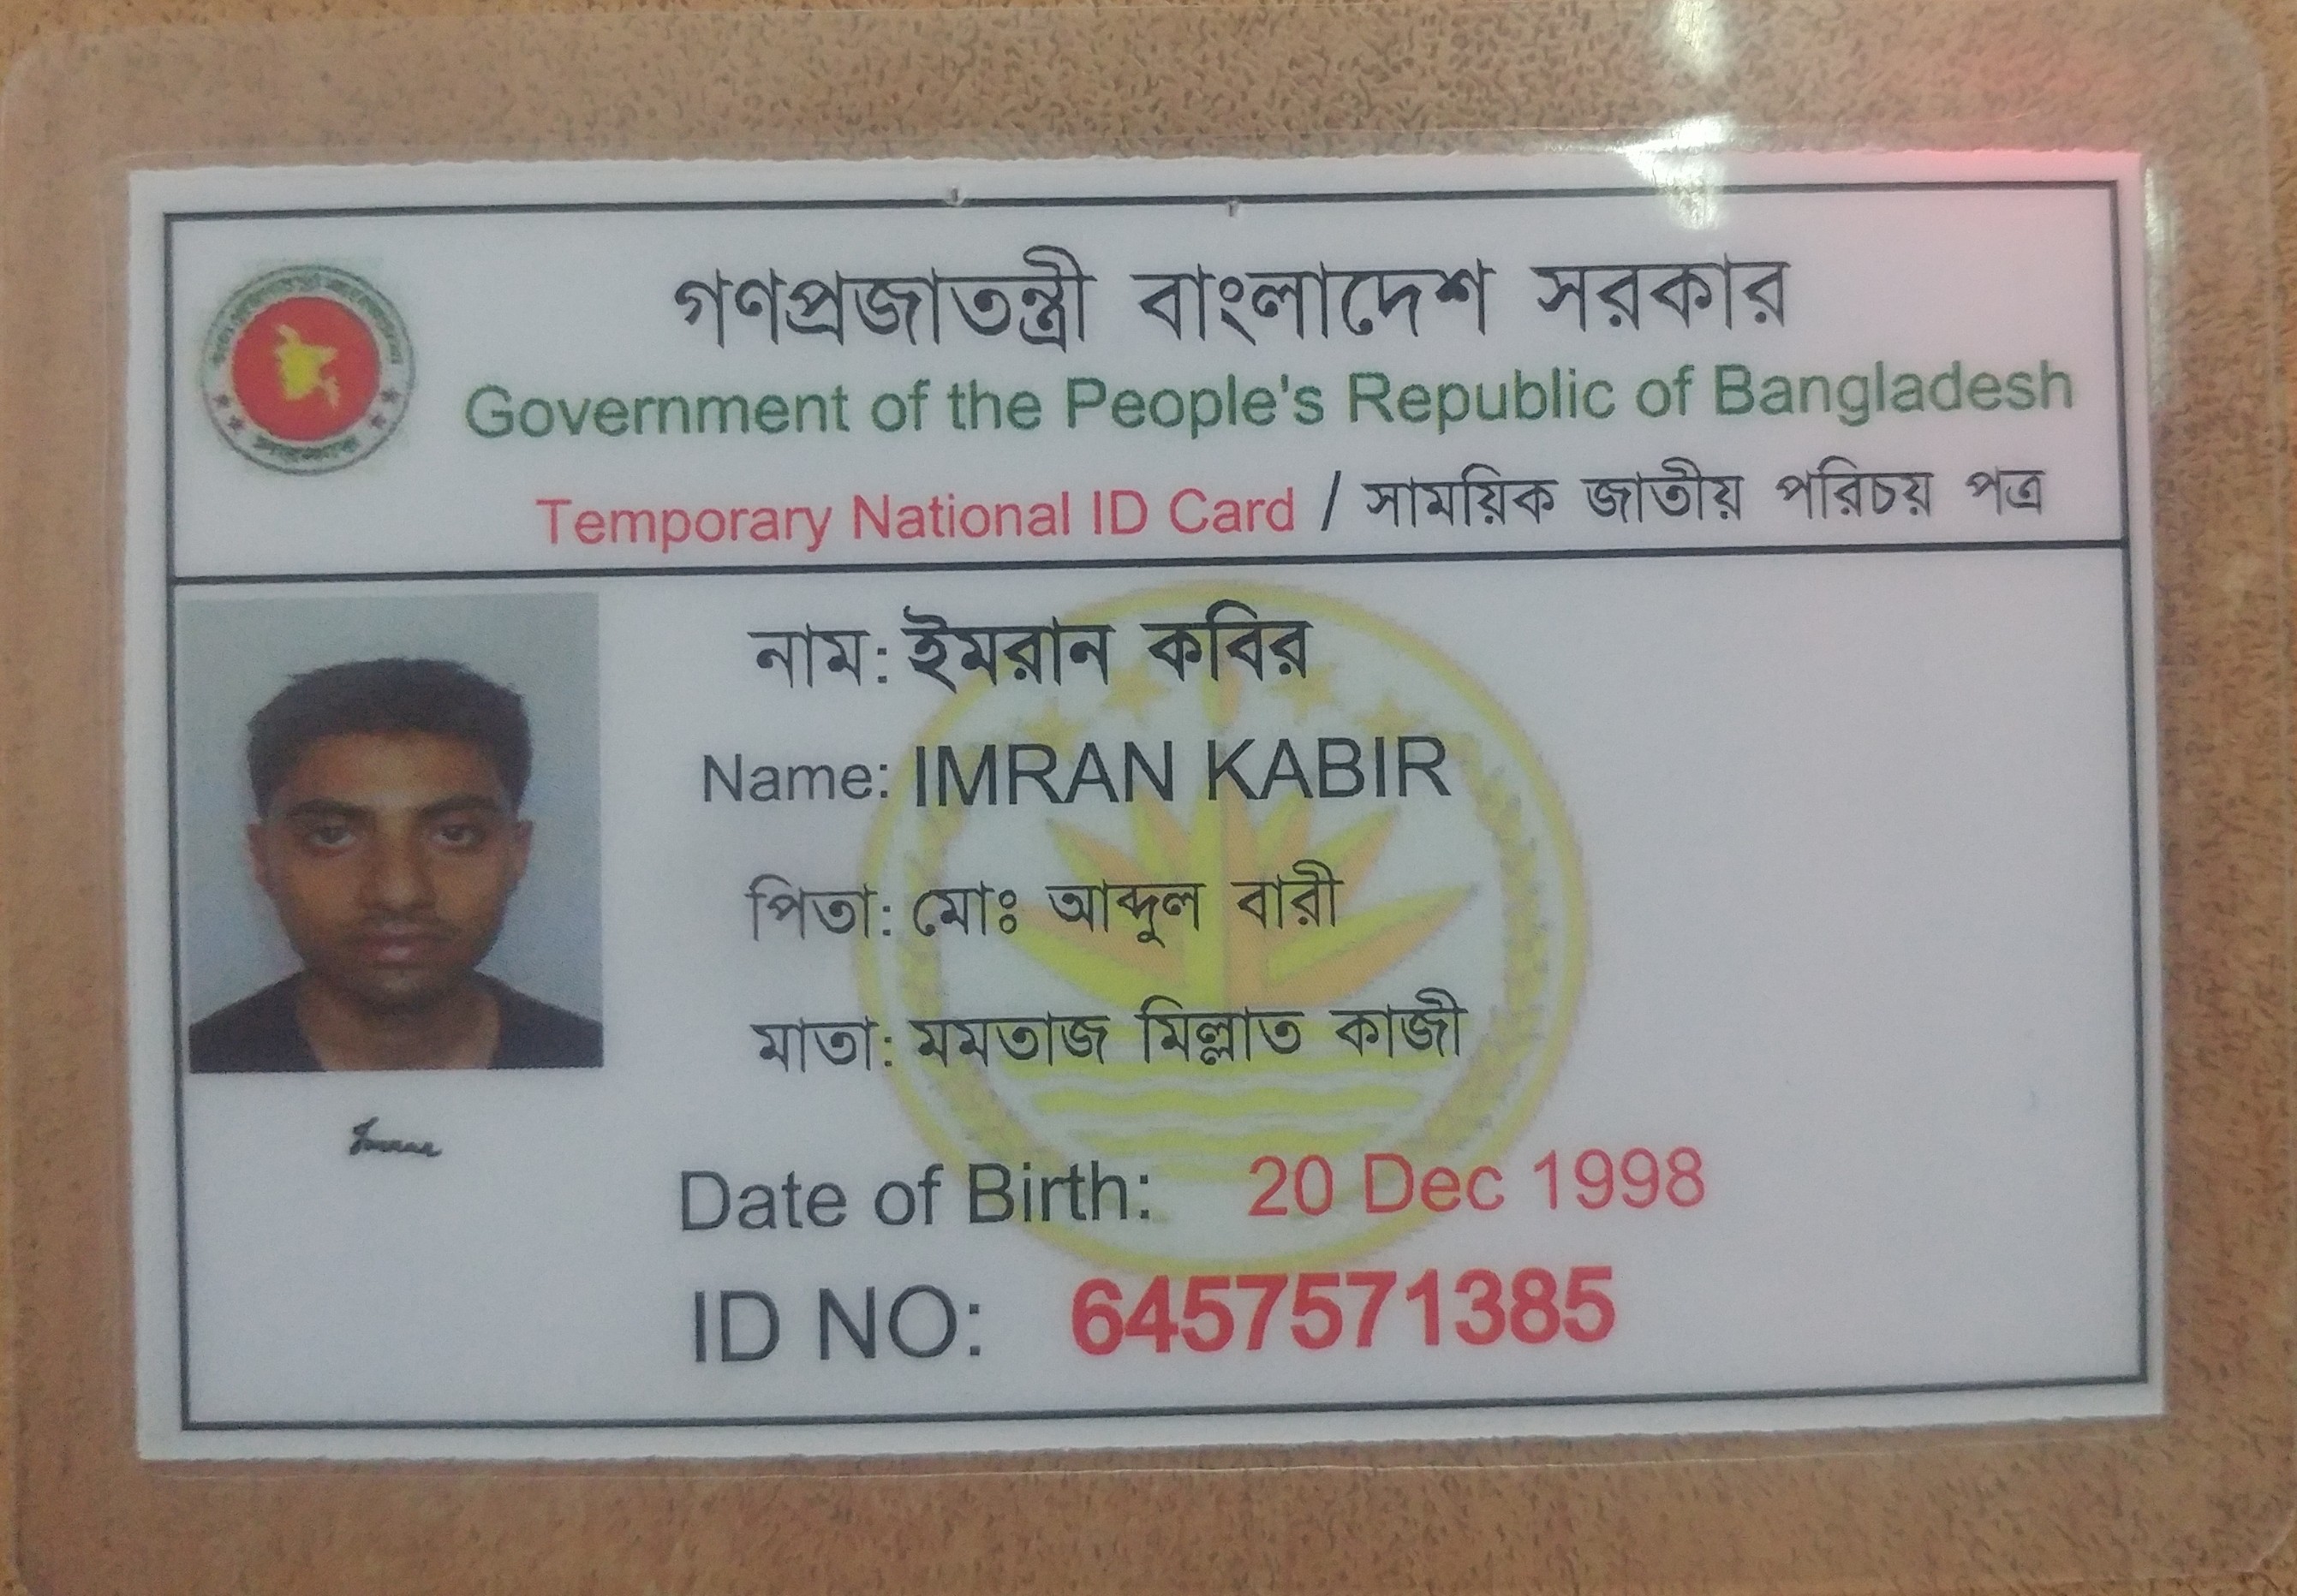 গণপ্রজাতন্ত্রী বাংলাদেশ সরকার
Government of the People's Republic of Bangladesh
Temporary National ID Card / সাময়িক জাতীয় পরিচয় পত্র
নাম: ইমরান কবির
Name: IMRAN KABIR
পিতা: মোঃ আব্দুল বারী
মাতা: মমতাজ মিল্লাত কাজী
Imran
Date of Birth: 20 Dec 1998
ID NO: 6457571385